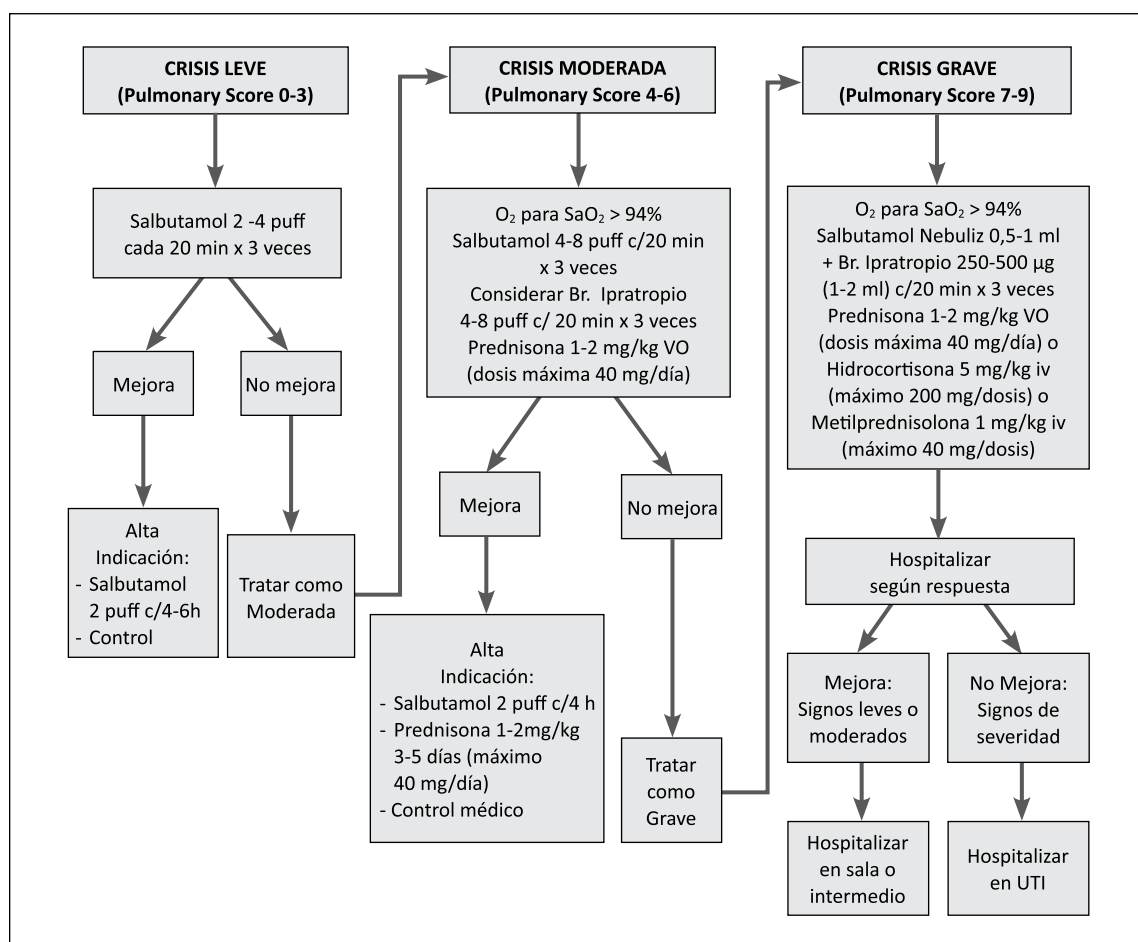 CRISIS LEVE
(Pulmonary Score 0-3)
Salbutamol 2 -4 puff
cada 20 min x 3 veces
Mejora
No mejora
Alta
Indicación:
- Salbutamol
2 puff c/4-6h
- Control
Tratar como
Moderada
CRISIS MODERADA
(Pulmonary Score 4-6)
O₂ para SaO₂ > 94%
Salbutamol 4-8 puff c/20 min
x 3 veces
Considerar Br. Ipratropio
4-8 puff c/ 20 min x 3 veces
Prednisona 1-2 mg/kg VO
(dosis máxima 40 mg/día)
Mejora
No mejora
Alta
Indicación:
- Salbutamol 2 puff c/4 h
- Prednisona 1-2mg/kg
3-5 días (máximo
40 mg/día)
- Control médico
Tratar
como
Grave
CRISIS GRAVE
(Pulmonary Score 7-9)
O₂ para SaO₂ > 94%
Salbutamol Nebuliz 0,5-1 ml
+ Br. Ipratropio 250-500 µg
(1-2 ml) c/20 min x 3 veces
Prednisona 1-2 mg/kg VO
(dosis máxima 40 mg/día) o
Hidrocortisona 5 mg/kg iv
(máximo 200 mg/dosis) o
Metilprednisolona 1 mg/kg iv
(máximo 40 mg/dosis)
Hospitalizar
según respuesta
Mejora:
Signos leves o
moderados
No Mejora:
Signos de
severidad
Hospitalizar
en sala o
intermedio
Hospitalizar
en UTI